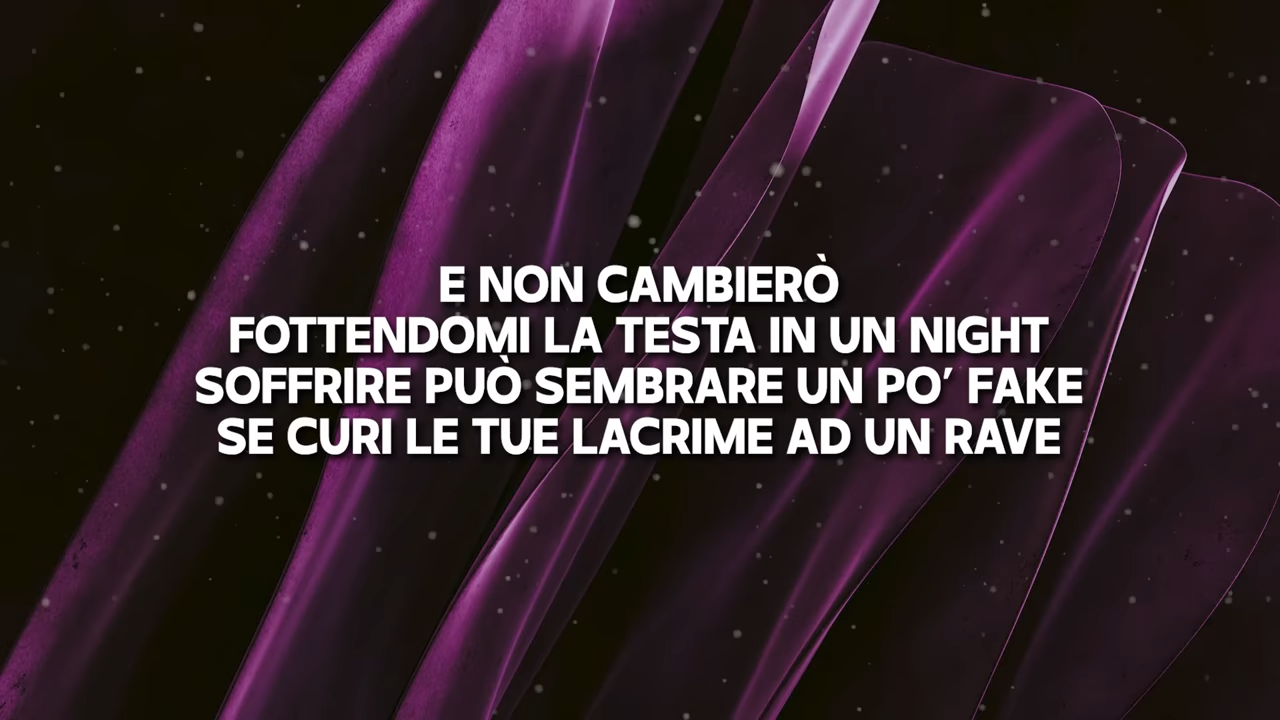 E NON CAMBIERÒ
FOTTENDOMI LA TESTA IN UN NIGHT
SOFFRIRE PUÒ SEMBRARE UN PO’ FAKE
SE CURI LE TUE LACRIME AD UN RAVE